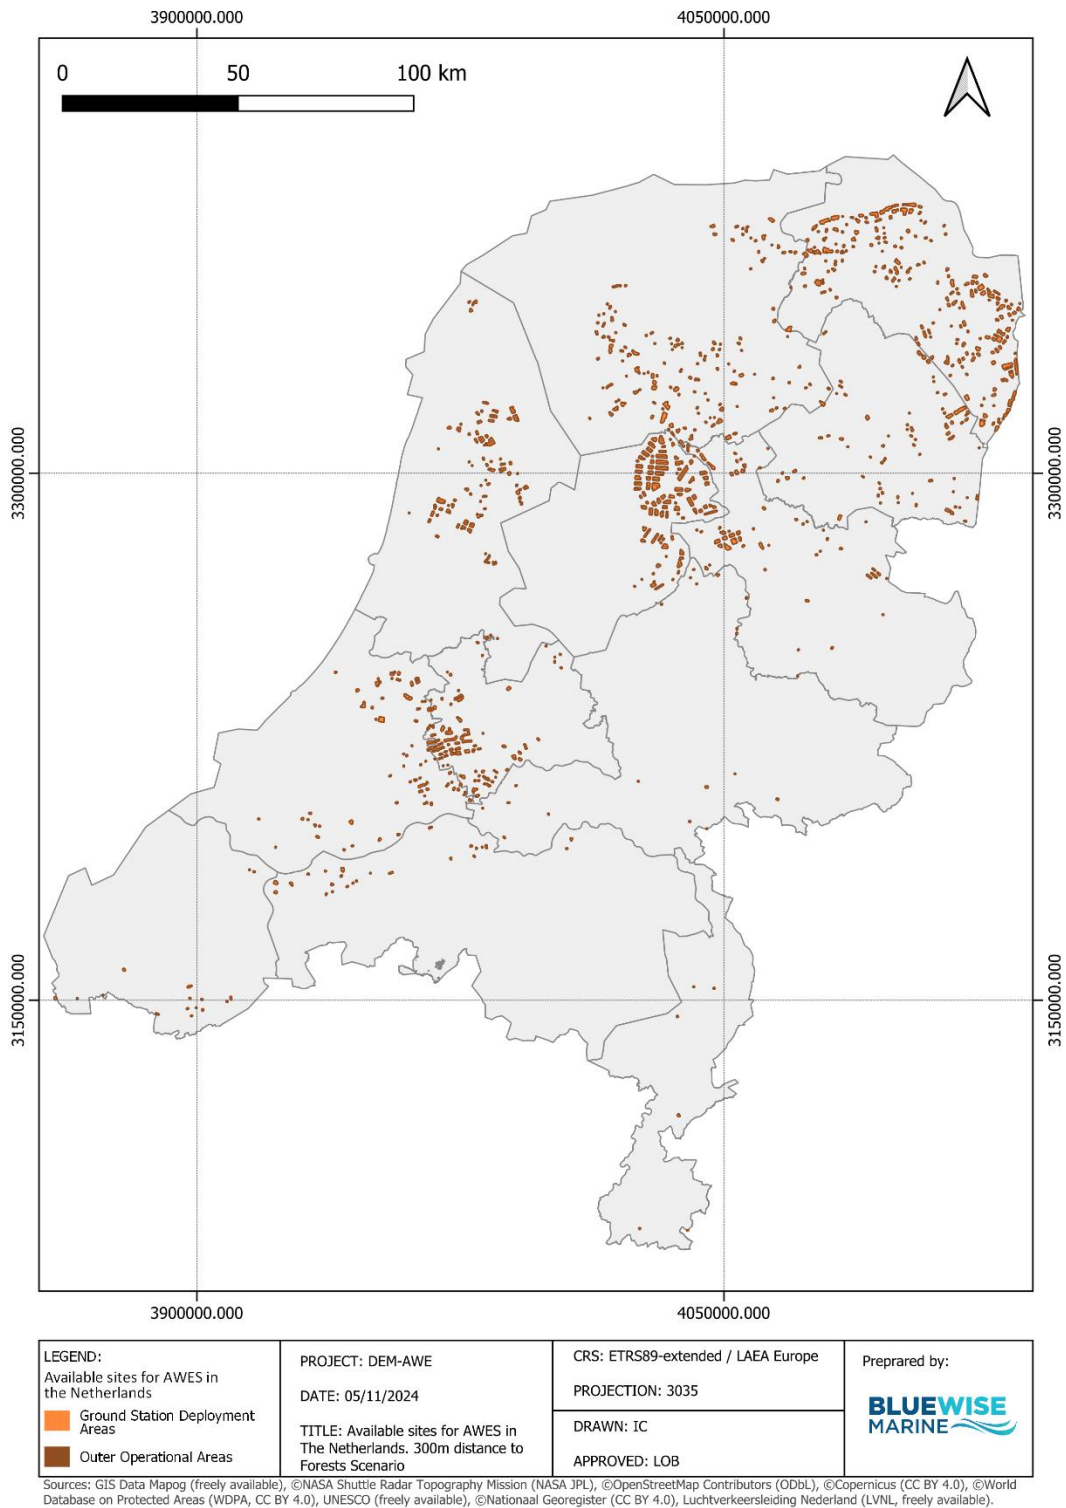 3900000.000 4050000.000
0 50 100 km
3300000.000 3300000.000
3150000.000 3150000.000
3900000.000 4050000.000
LEGEND:
Available sites for AWES in
the Netherlands
Ground Station Deployment
Areas
Outer Operational Areas
PROJECT: DEM-AWE
DATE: 05/11/2024
TITLE: Available sites for AWES in
The Netherlands. 300m distance to
Forests Scenario
CRS: ETRS89-extended / LAEA Europe
PROJECTION: 3035
DRAWN: IC
APPROVED: LOB
Preprared by:
BLUEWISE
MARINE
Sources: GIS Data Mapog (freely available), ©NASA Shuttle Radar Topography Mission (NASA JPL), ©OpenStreetMap Contributors (ODbL), ©Copernicus (CC BY 4.0), ©World
Database on Protected Areas (WDPA, CC BY 4.0), UNESCO (freely available), ©Nationaal Georegister (CC BY 4.0), Luchtverkeersleiding Nederland (LVNL, freely available).